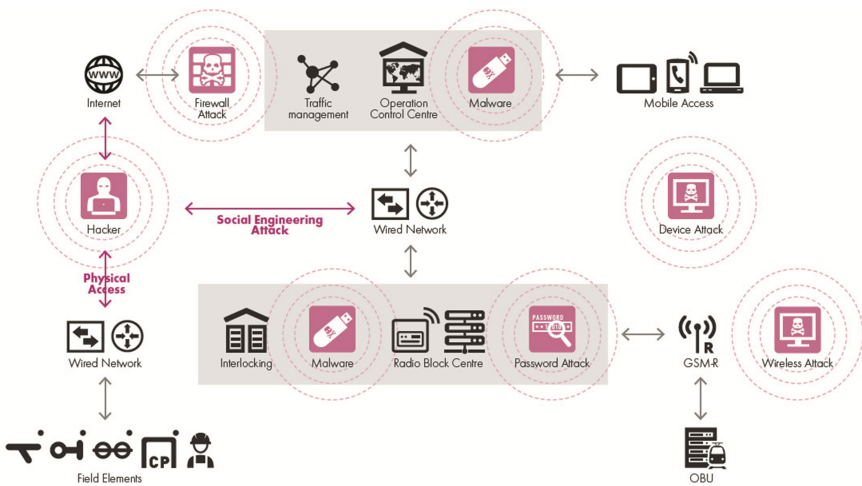 WWW
Internet
Firewall
Attack
Traffic
management
Operation
Control Centre
Malware
Mobile Access
Hacker
Social Engineering
Attack
Wired Network
Device Attack
Physical
Access
Wired Network
Interlocking
Malware
Radio Block Centre
PASSWORD
Password Attack
R
GSM-R
Wireless Attack
CP
Field Elements
OBU